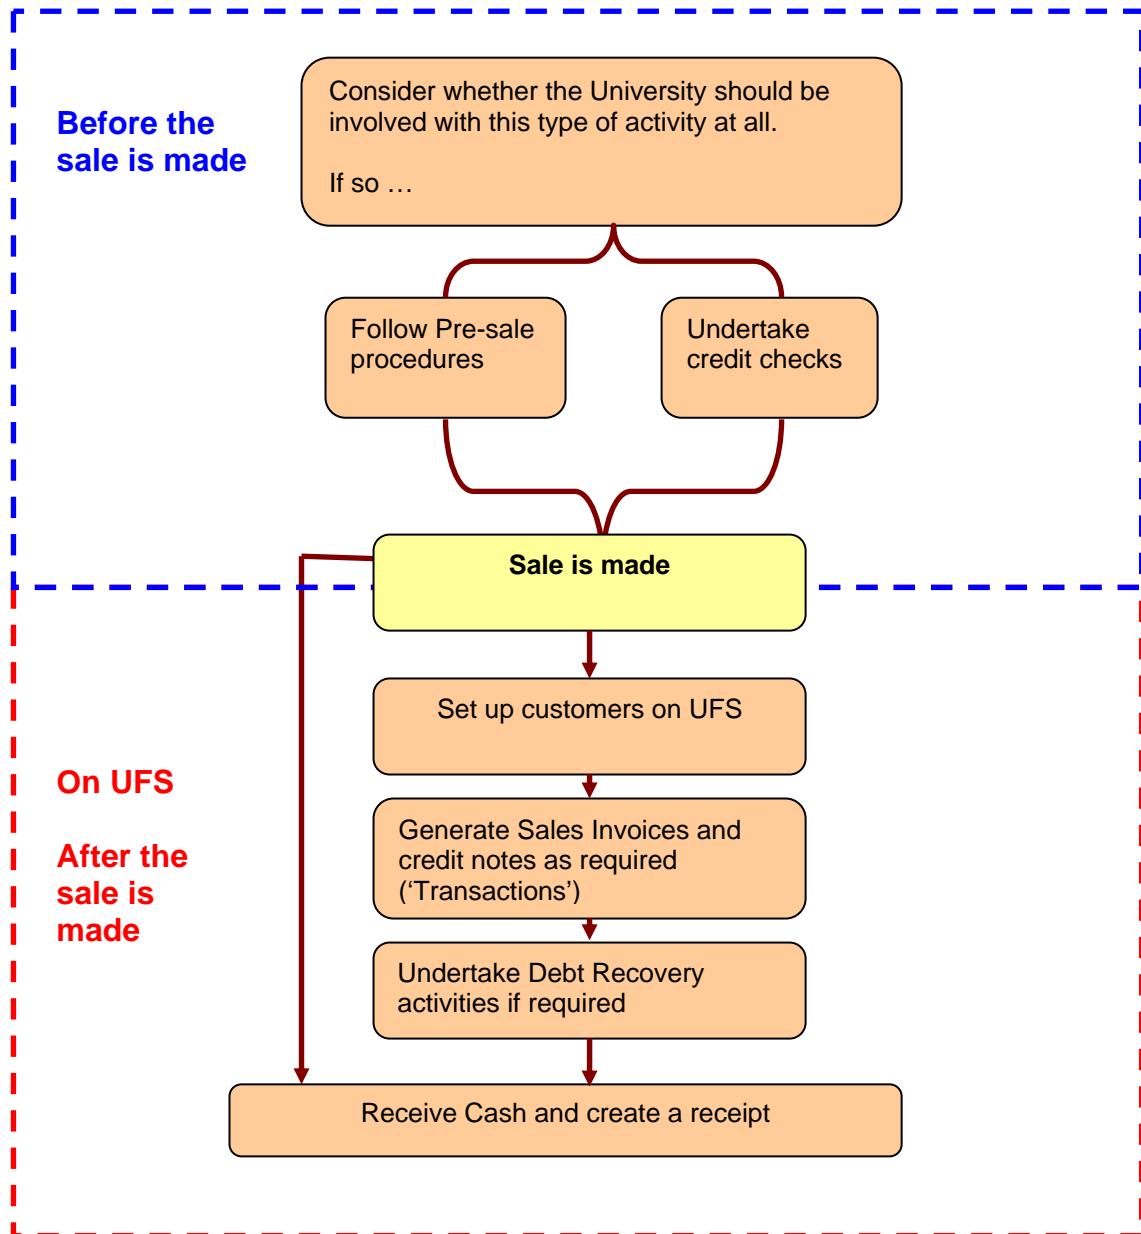 Before the
sale is made
Consider whether the University should be
involved with this type of activity at all.
If so …
Follow Pre-sale
procedures
Undertake
credit checks
Sale is made
Set up customers on UFS
On UFS
After the
sale is
made
Generate Sales Invoices and
credit notes as required
(‘Transactions’)
Undertake Debt Recovery
activities if required
Receive Cash and create a receipt